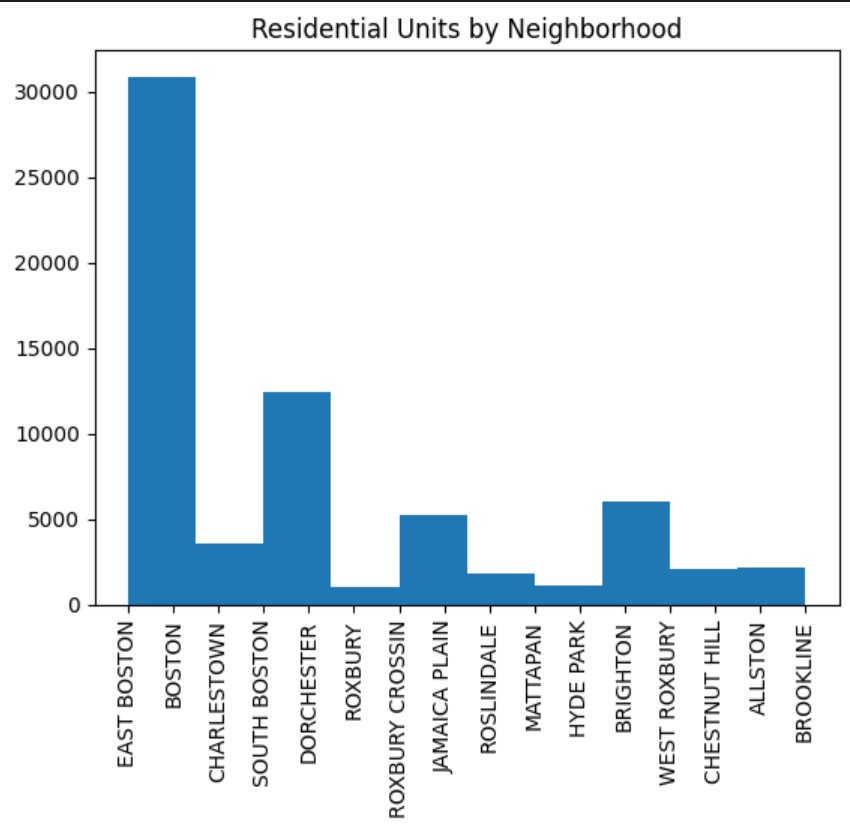 Residential Units by Neighborhood
30000
25000
20000
15000
10000
5000
0
EAST BOSTON
BOSTON
CHARLESTOWN
SOUTH BOSTON
DORCHESTER
ROXBURY
ROXBURY CROSSIN
JAMAICA PLAIN
ROSLINDALE
MATTAPAN
HYDE PARK
BRIGHTON
WEST ROXBURY
CHESTNUT HILL
ALLSTON
BROOKLINE